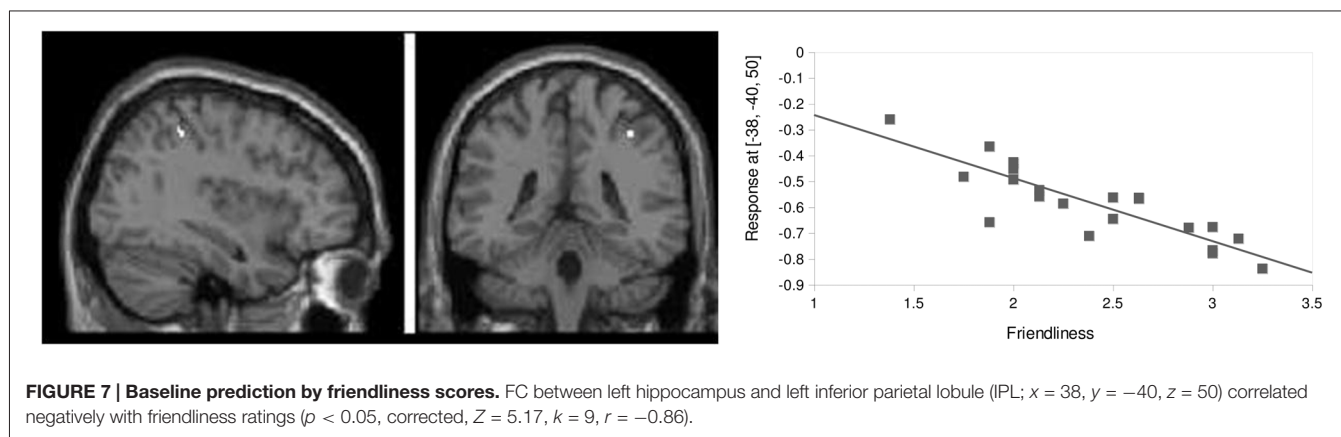 0
-0.1
-0.2
-0.3
-0.4
-0.5
-0.6
-0.7
-0.8
-0.9
Response at [-38, -40, 50]
1 1.5 2 2.5 3 3.5
Friendliness
FIGURE 7 | Baseline prediction by friendliness scores. FC between left hippocampus and left inferior parietal lobule (IPL; x = 38, y = −40, z = 50) correlated
negatively with friendliness ratings (p < 0.05, corrected, Z = 5.17, k = 9, r = −0.86).